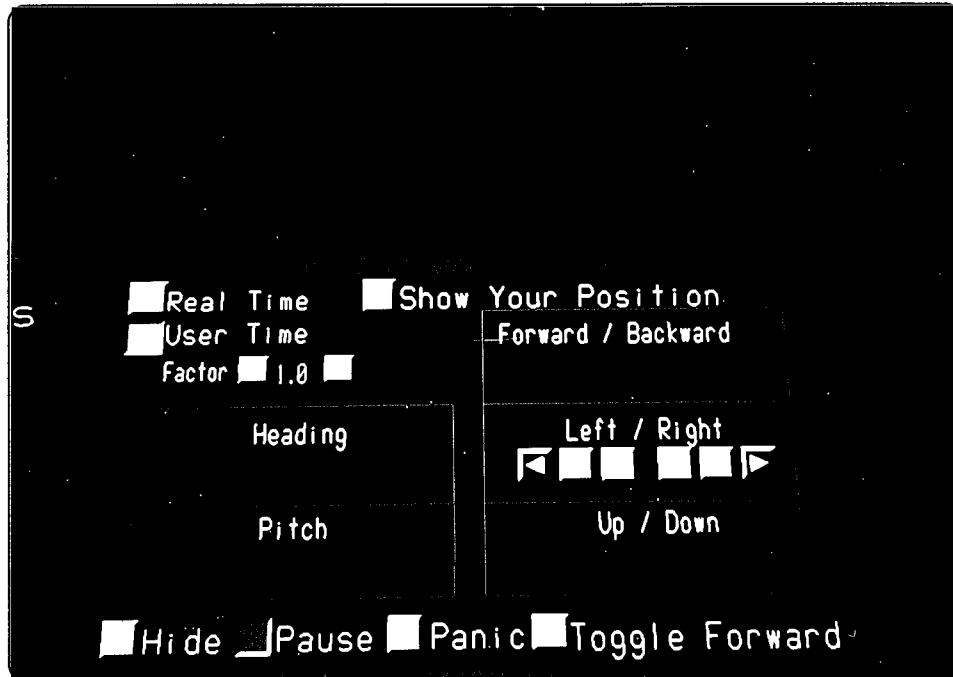 Real Time
Show Your Position
S
User Time
Forward / Backward
Factor 1.0
Heading
Left / Right
Pitch
Up / Down
Hide Pause Panic Toggle Forward